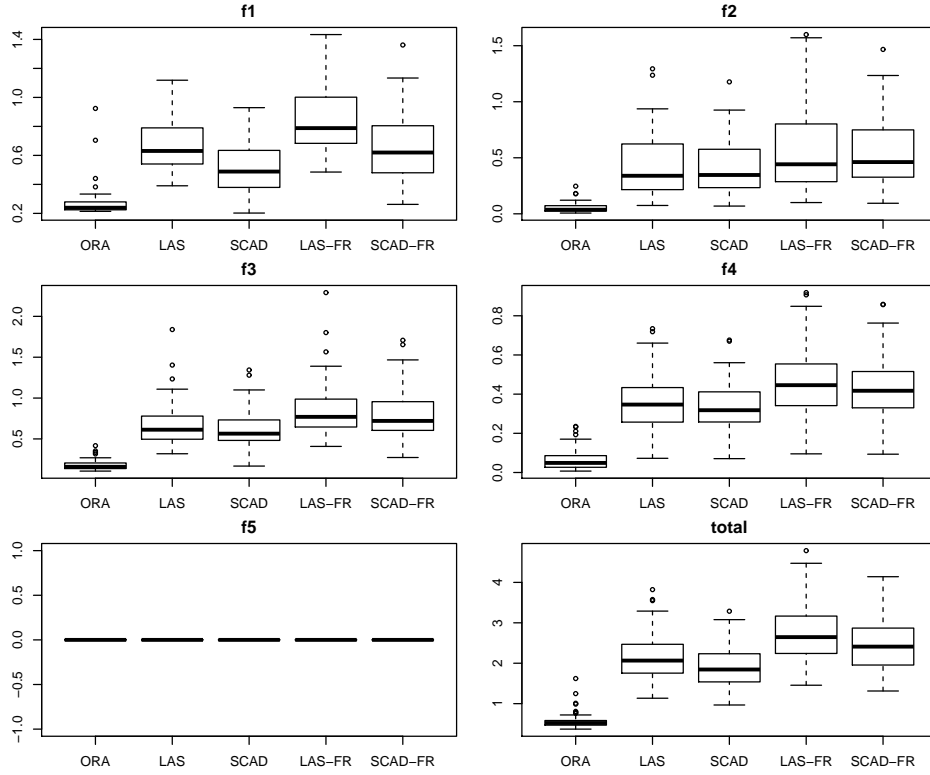 f1
0.2 0.6 1.0 1.4
ORA LAS SCAD LAS−FR SCAD−FR
f2
0.0 0.5 1.0 1.5
ORA LAS SCAD LAS−FR SCAD−FR
f3
0.5 1.0 1.5 2.0
ORA LAS SCAD LAS−FR SCAD−FR
f4
0.0 0.2 0.4 0.6 0.8
ORA LAS SCAD LAS−FR SCAD−FR
f5
−1.0 −0.5 0.0 0.5 1.0
ORA LAS SCAD LAS−FR SCAD−FR
total
1 2 3 4
ORA LAS SCAD LAS−FR SCAD−FR